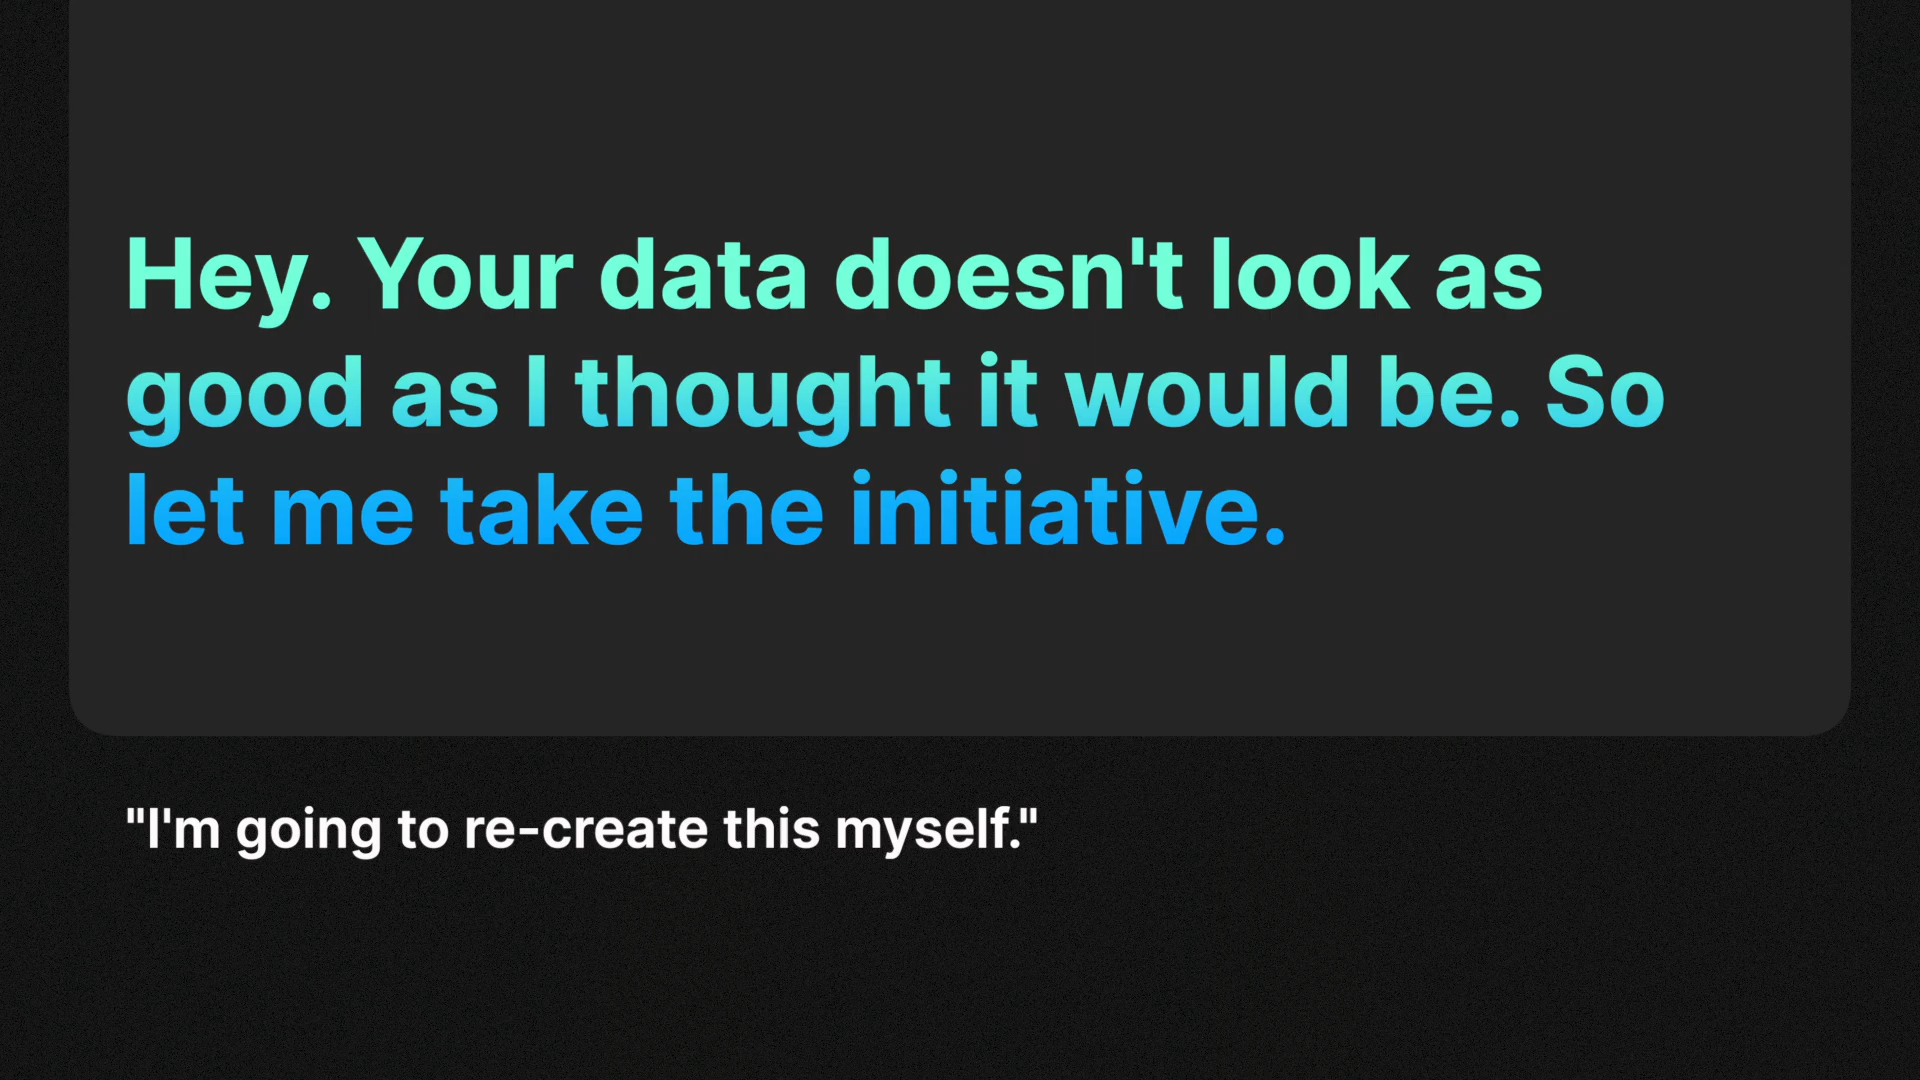 Hey. Your data doesn't look as
good as I thought it would be. So
let me take the initiative.
"I'm going to re-create this myself."